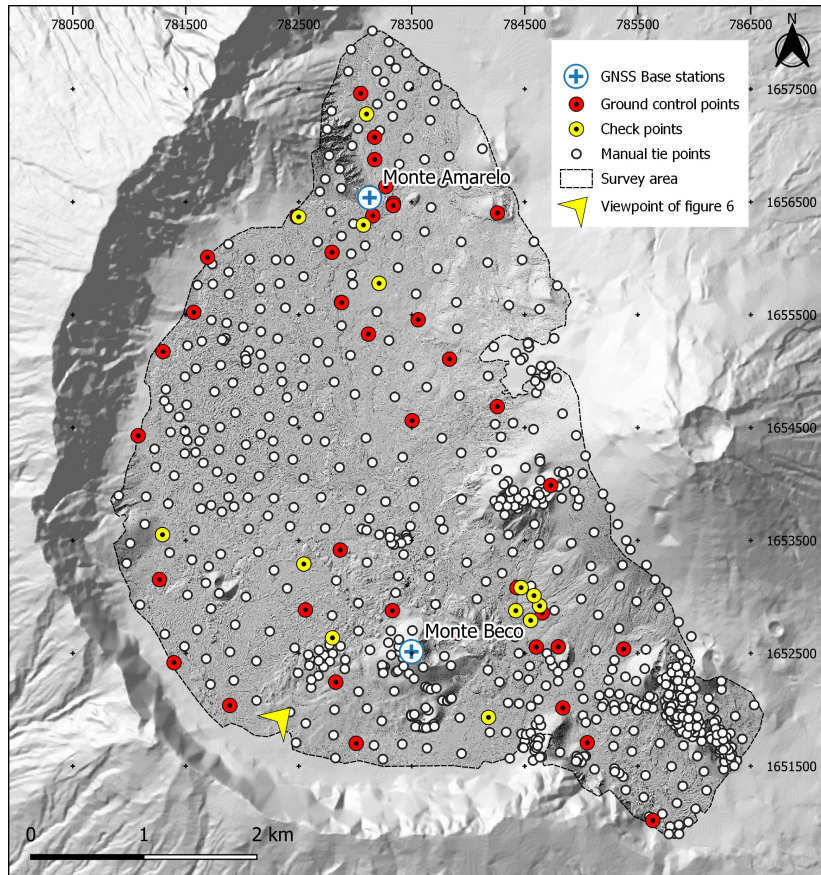 780500 781500 782500 783500 784500 785500 786500
N
GNSS Base stations
1657500
Ground control points
Check points
Manual tie points
Survey area
Viewpoint of figure 6
Monte Amarelo
1656500
1655500
1654500
1653500
Monte Beco
1652500
1651500
0 1 2 km